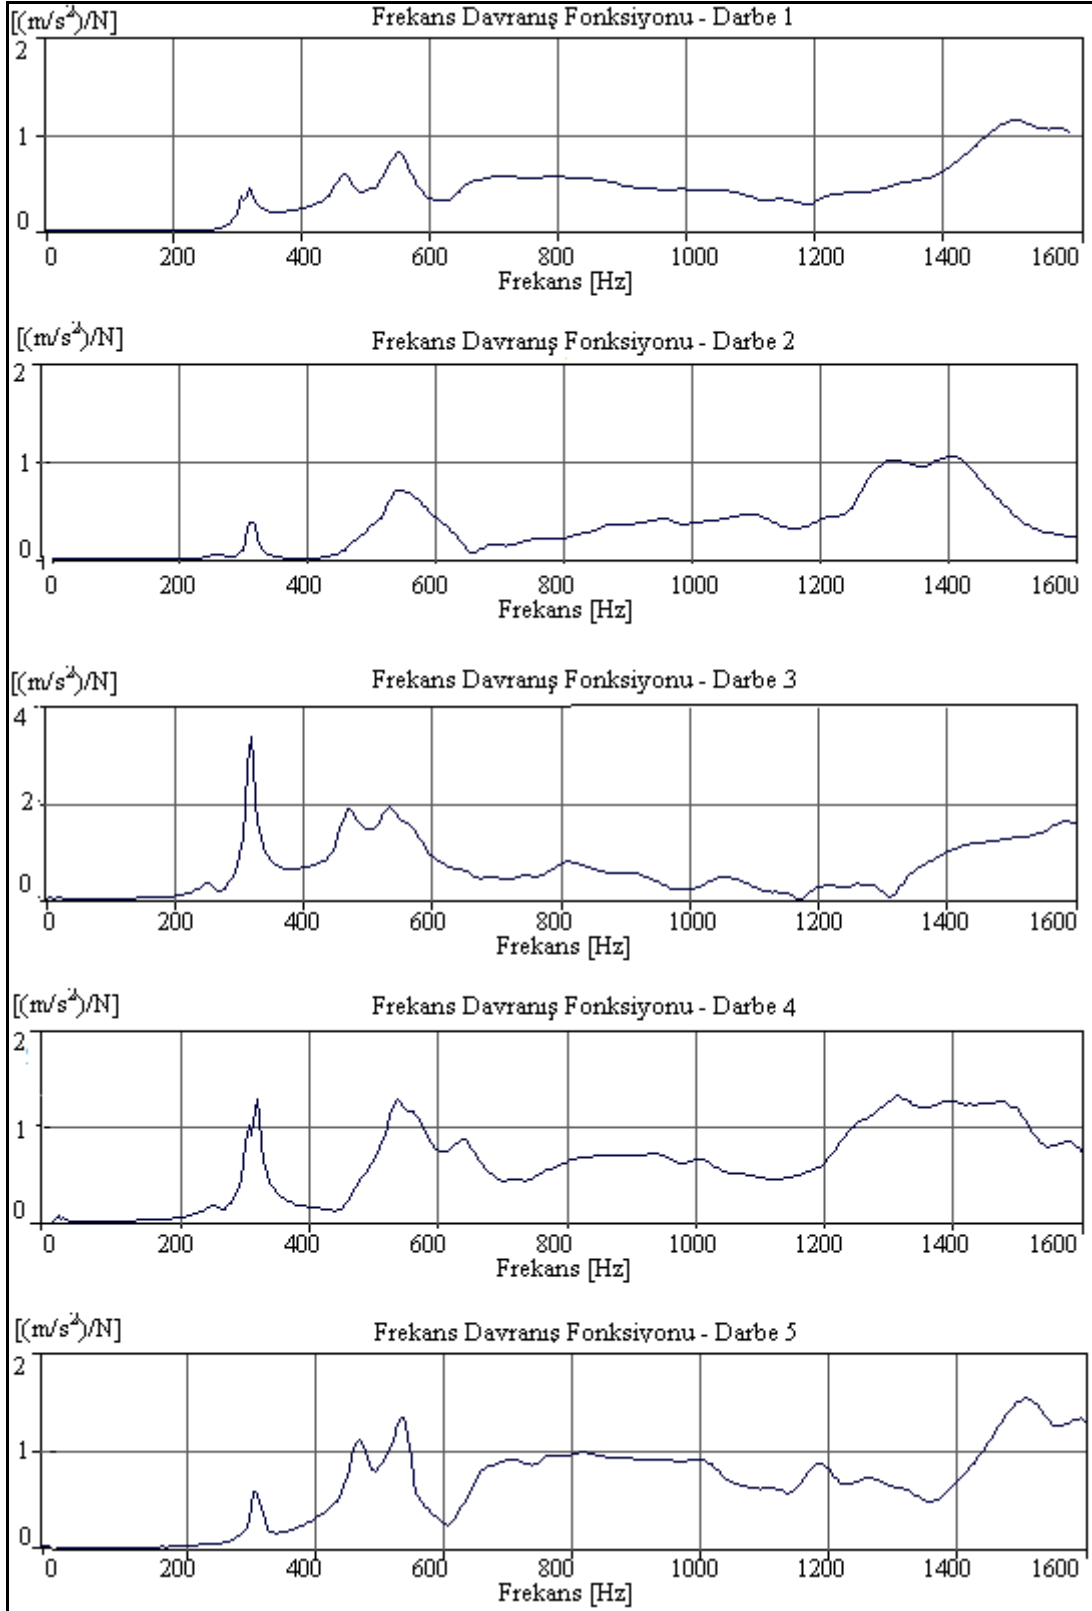 [(m/s²)/N] Frekans Davranış Fonksiyonu - Darbe 1
2
1
0
0 200 400 600 800 1000 1200 1400 1600
Frekans [Hz]
[(m/s²)/N] Frekans Davranış Fonksiyonu - Darbe 2
2
1
0
0 200 400 600 800 1000 1200 1400 1600
Frekans [Hz]
[(m/s²)/N] Frekans Davranış Fonksiyonu - Darbe 3
4
2
0
0 200 400 600 800 1000 1200 1400 1600
Frekans [Hz]
[(m/s²)/N] Frekans Davranış Fonksiyonu - Darbe 4
2
1
0
0 200 400 600 800 1000 1200 1400 1600
Frekans [Hz]
[(m/s²)/N] Frekans Davranış Fonksiyonu - Darbe 5
2
1
0
0 200 400 600 800 1000 1200 1400 1600
Frekans [Hz]